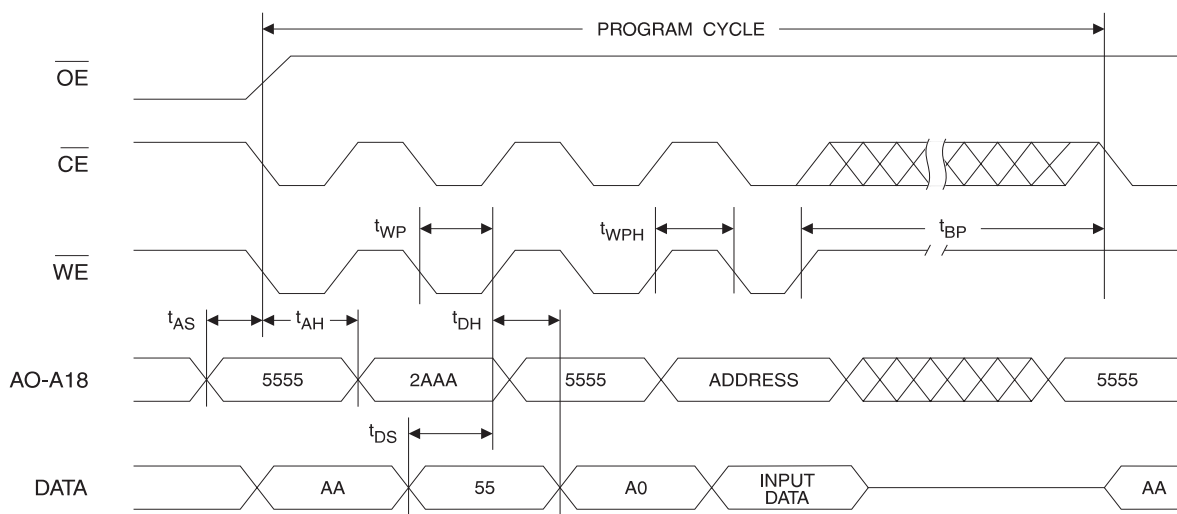 PROGRAM CYCLE
OE
CE
tWP
tWPH
tBP
WE
tAS
tAH
tDH
AO-A18
5555
2AAA
5555
ADDRESS
5555
tDS
DATA
AA
55
A0
INPUT
DATA
AA